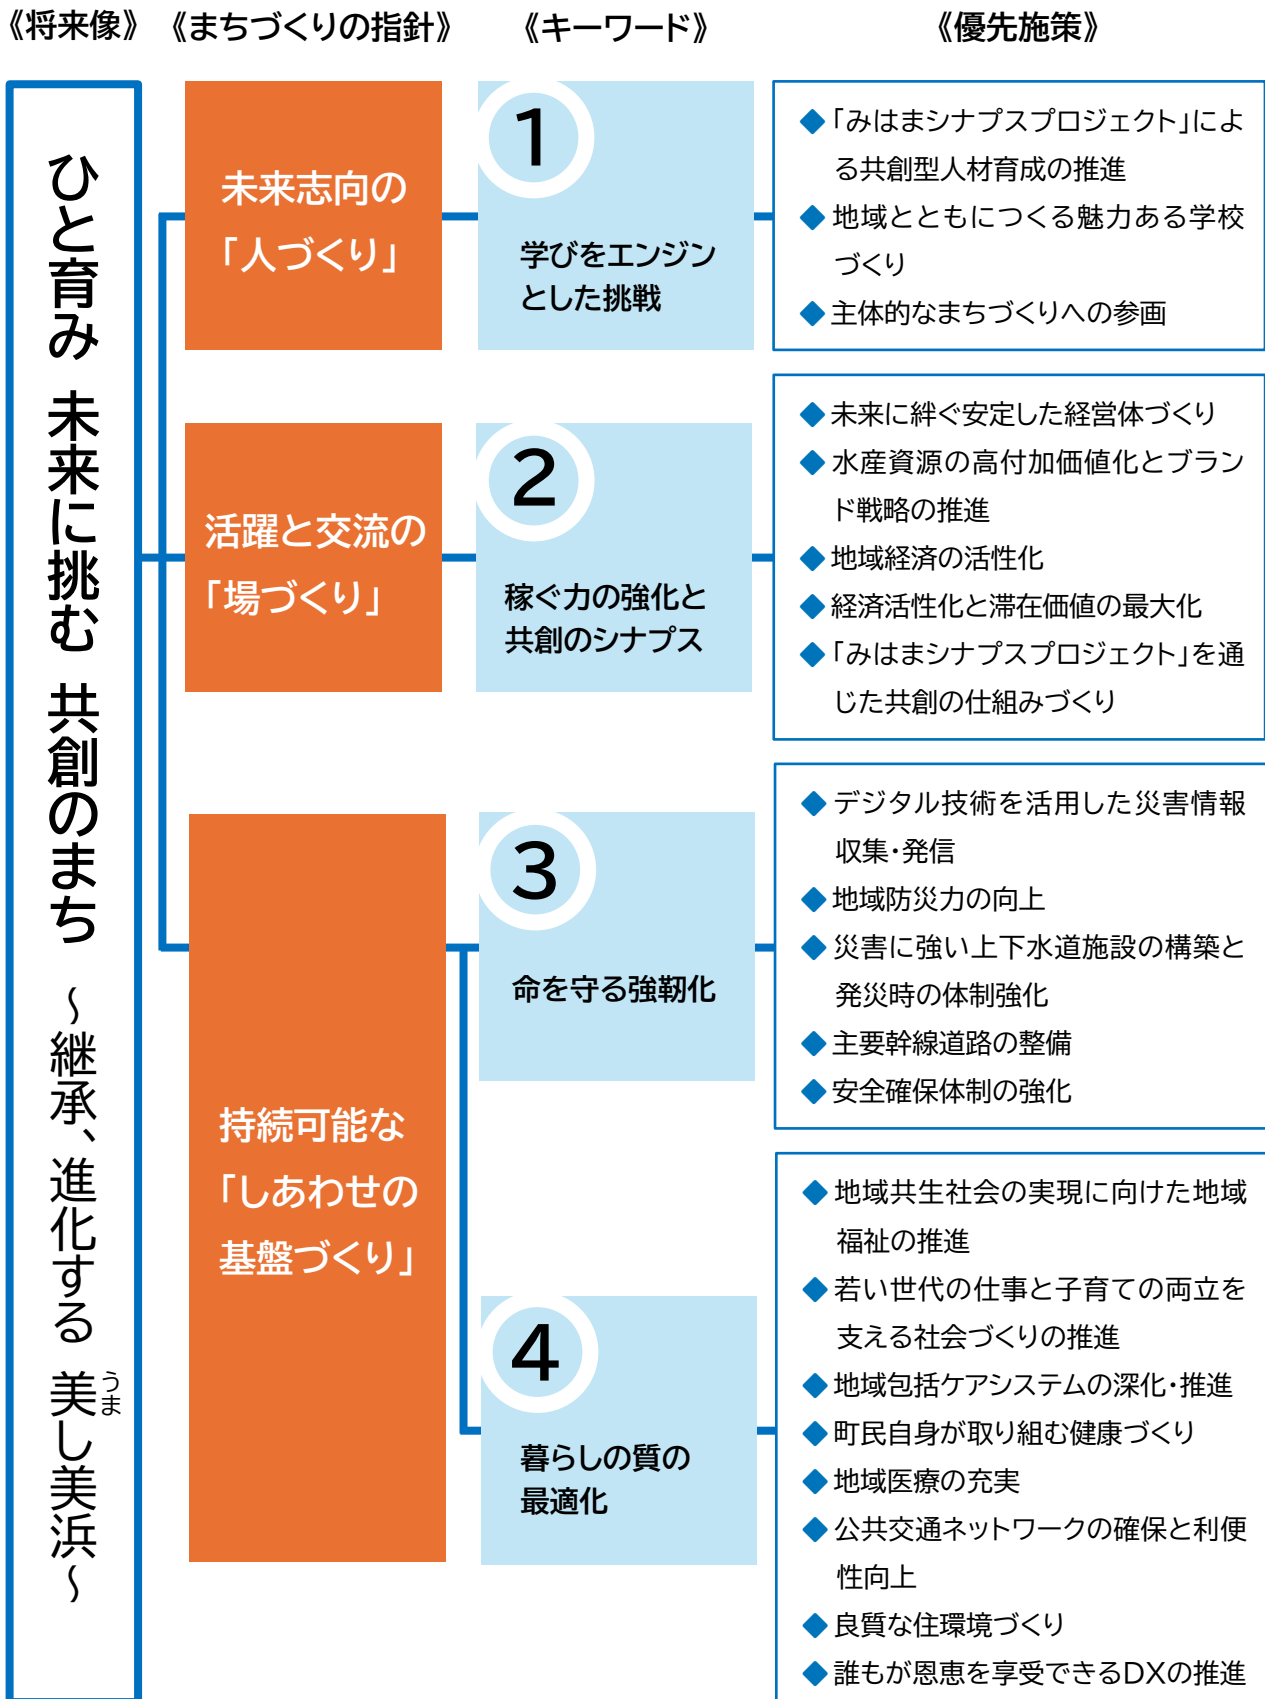 《将来像》 《まちづくりの指針》 《キーワード》 《優先施策》
ひと育み 未来に挑む 共創のまち ～継承、進化する 美し美浜～
うま
未来志向の
「人づくり」
1
学びをエンジン
とした挑戦
◆「みはまシナプスプロジェクト」によ
る共創型人材育成の推進
◆地域とともにつくる魅力ある学校
づくり
◆主体的なまちづくりへの参画
活躍と交流の
「場づくり」
2
稼ぐ力の強化と
共創のシナプス
◆未来に絆ぐ安定した経営体づくり
◆水産資源の高付加価値化とブラン
ド戦略の推進
◆地域経済の活性化
◆経済活性化と滞在価値の最大化
◆「みはまシナプスプロジェクト」を通
じた共創の仕組みづくり
持続可能な
「しあわせの
基盤づくり」
3
命を守る強靭化
◆デジタル技術を活用した災害情報
収集・発信
◆地域防災力の向上
◆災害に強い上下水道施設の構築と
発災時の体制強化
◆主要幹線道路の整備
◆安全確保体制の強化
4
暮らしの質の
最適化
◆地域共生社会の実現に向けた地域
福祉の推進
◆若い世代の仕事と子育ての両立を
支える社会づくりの推進
◆地域包括ケアシステムの深化・推進
◆町民自身が取り組む健康づくり
◆地域医療の充実
◆公共交通ネットワークの確保と利便
性向上
◆良質な住環境づくり
◆誰もが恩恵を享受できるDXの推進